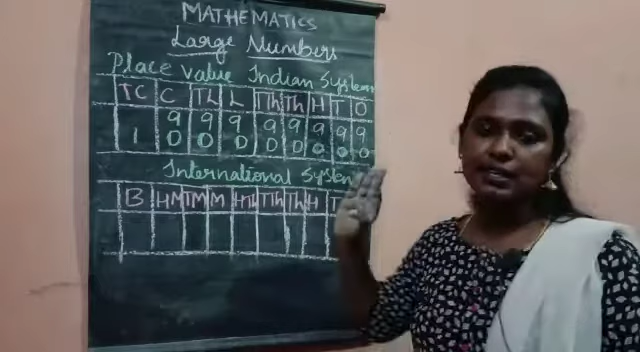 MATHEMATICS
Large Numbers
Place value Indian System
TC C TL L TTh Th H T O
9 9 9 9 9 9 9 9
1 0 0 0 0 0 0 0 0
International System
B HM TM M HTh TTh Th H T